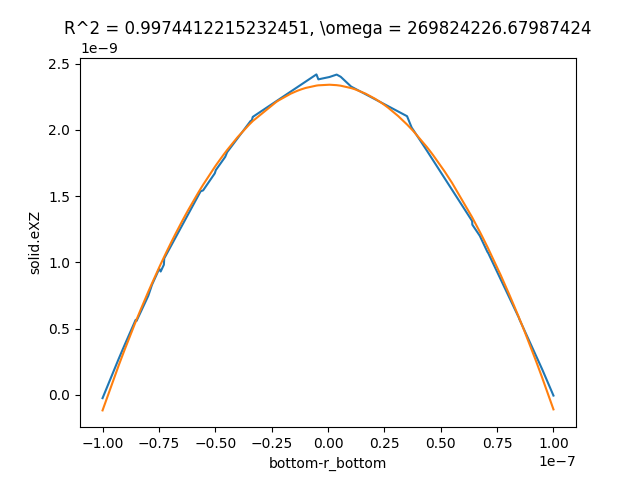 R^2 = 0.9974412215232451, \omega = 269824226.67987424
1e−9
2.5
2.0
1.5
1.0
0.5
0.0
solid.eXZ
−1.00 −0.75 −0.50 −0.25 0.00 0.25 0.50 0.75 1.00
1e−7
bottom-r_bottom